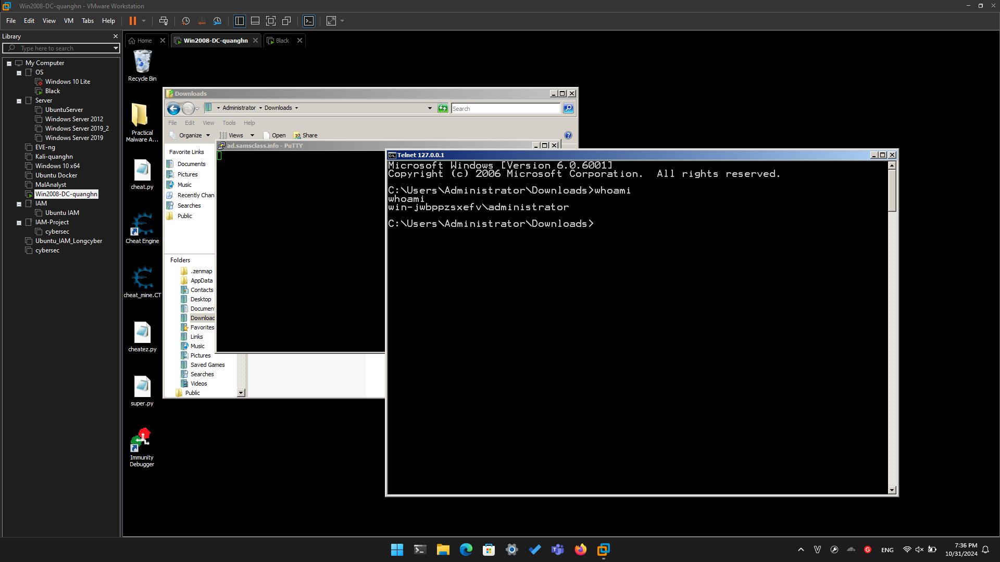 Win2008-DC-quanghn - VMware Workstation
File Edit View VM Tabs Help
Library
Type here to search
My Computer
OS
Windows 10 Lite
Black
Server
UbuntuServer
Windows Server 2012
Windows Server 2019_2
Windows Server 2019
EVE-ng
Kali-quanghn
Windows 10 x64
Ubuntu Docker
MalAnalyst
Win2008-DC-quanghn
IAM
Ubuntu IAM
IAM-Project
cybersec
Ubuntu_IAM_Longcyber
cybersec
Home Win2008-DC-quanghn Black
Recycle Bin
Practical
Malware A...
cheat.py
Cheat Engine
cheat_mine.CT
cheatez.py
super.py
Immunity
Debugger
Downloads
Administrator Downloads
Search
File Edit View Tools Help
Organize Views Open Share
Favorite Links
Documents
Pictures
Music
Recently Chan
Searches
Public
Folders
.zenmap
AppData
Contacts
Desktop
Documen
Download
Favorites
Links
Music
Pictures
Saved Games
Searches
Videos
Public
ad.samsclass.info - PuTTY
Telnet 127.0.0.1
Microsoft Windows [Version 6.0.6001]
Copyright (c) 2006 Microsoft Corporation.  All rights reserved.
C:\Users\Administrator\Downloads>whoami
whoami
win-jwbppzsxefv\administrator
C:\Users\Administrator\Downloads>
ENG
7:36 PM
10/31/2024